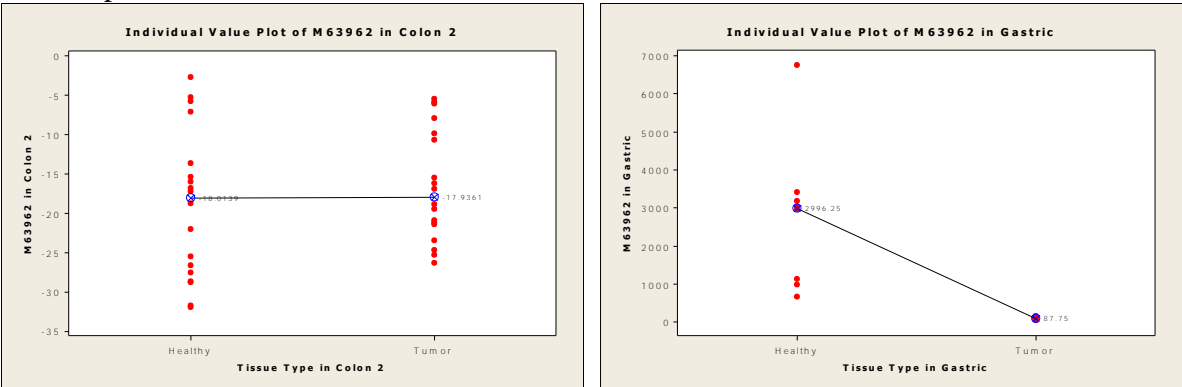 Individual Value Plot of M63962 in Colon 2
M63962 in Colon 2
0
-5
-10
-15
-20
-25
-30
-35
-18.0139
-17.9361
Healthy
Tumor
Tissue Type in Colon 2
Individual Value Plot of M63962 in Gastric
M63962 in Gastric
7000
6000
5000
4000
3000
2000
1000
0
2996.25
87.75
Healthy
Tumor
Tissue Type in Gastric